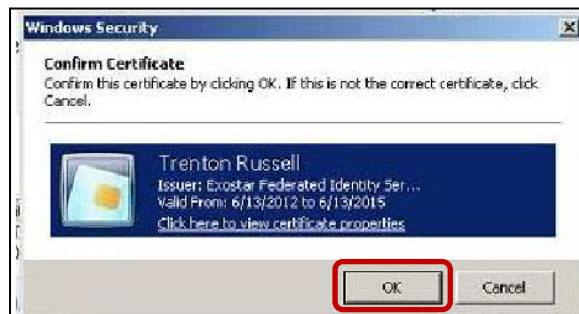 Windows Security
Confirm Certificate
Confirm this certificate by clicking OK. If this is not the correct certificate, click
Cancel.
Trenton Russell
Issuer: Exostar Federated Identity Ser...
Valid From: 6/13/2012 to 6/13/2015
Click here to view certificate properties
OK
Cancel